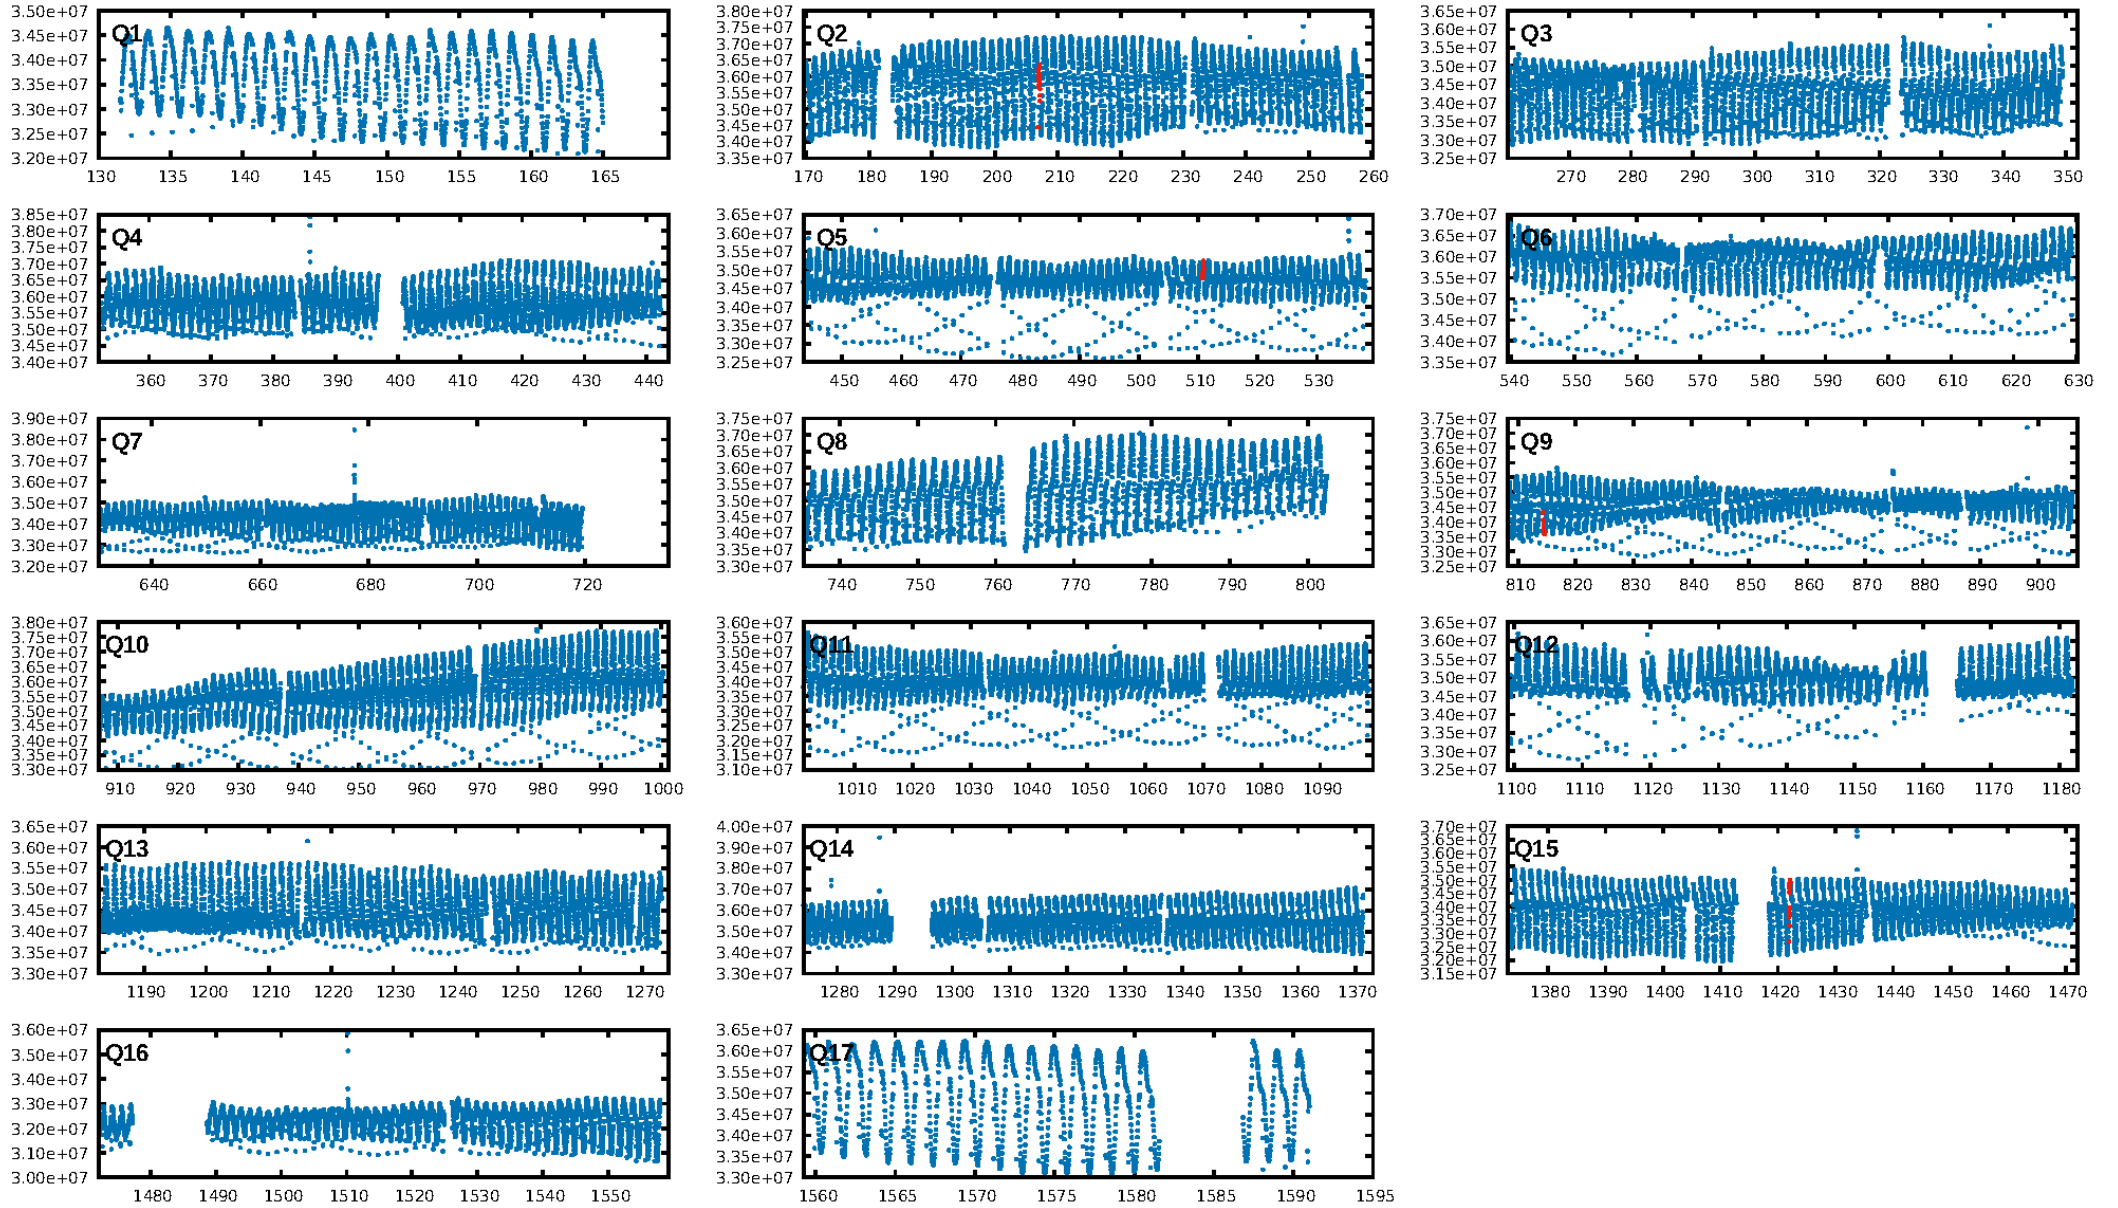 Q1
3.50e+07
3.45e+07
3.40e+07
3.35e+07
3.30e+07
3.25e+07
3.20e+07
130 135 140 145 150 155 160 165
Q2
3.80e+07
3.75e+07
3.70e+07
3.65e+07
3.60e+07
3.55e+07
3.50e+07
3.45e+07
3.40e+07
3.35e+07
170 180 190 200 210 220 230 240 250 260
Q3
3.65e+07
3.60e+07
3.55e+07
3.50e+07
3.45e+07
3.40e+07
3.35e+07
3.30e+07
3.25e+07
270 280 290 300 310 320 330 340 350
Q4
3.85e+07
3.80e+07
3.75e+07
3.70e+07
3.65e+07
3.60e+07
3.55e+07
3.50e+07
3.45e+07
3.40e+07
360 370 380 390 400 410 420 430 440
Q5
3.65e+07
3.60e+07
3.55e+07
3.50e+07
3.45e+07
3.40e+07
3.35e+07
3.30e+07
3.25e+07
450 460 470 480 490 500 510 520 530
Q6
3.70e+07
3.65e+07
3.60e+07
3.55e+07
3.50e+07
3.45e+07
3.40e+07
3.35e+07
540 550 560 570 580 590 600 610 620 630
Q7
3.90e+07
3.80e+07
3.70e+07
3.60e+07
3.50e+07
3.40e+07
3.30e+07
3.20e+07
640 660 680 700 720
Q8
3.75e+07
3.70e+07
3.65e+07
3.60e+07
3.55e+07
3.50e+07
3.45e+07
3.40e+07
3.35e+07
3.30e+07
740 750 760 770 780 790 800
Q9
3.75e+07
3.70e+07
3.65e+07
3.60e+07
3.55e+07
3.50e+07
3.45e+07
3.40e+07
3.35e+07
3.30e+07
3.25e+07
810 820 830 840 850 860 870 880 890 900
Q10
3.80e+07
3.75e+07
3.70e+07
3.65e+07
3.60e+07
3.55e+07
3.50e+07
3.45e+07
3.40e+07
3.35e+07
3.30e+07
910 920 930 940 950 960 970 980 990 1000
Q11
3.60e+07
3.55e+07
3.50e+07
3.45e+07
3.40e+07
3.35e+07
3.30e+07
3.25e+07
3.20e+07
3.15e+07
3.10e+07
1010 1020 1030 1040 1050 1060 1070 1080 1090
Q12
3.65e+07
3.60e+07
3.55e+07
3.50e+07
3.45e+07
3.40e+07
3.35e+07
3.30e+07
3.25e+07
1100 1110 1120 1130 1140 1150 1160 1170 1180
Q13
3.65e+07
3.60e+07
3.55e+07
3.50e+07
3.45e+07
3.40e+07
3.35e+07
3.30e+07
1190 1200 1210 1220 1230 1240 1250 1260 1270
Q14
4.00e+07
3.90e+07
3.80e+07
3.70e+07
3.60e+07
3.50e+07
3.40e+07
3.30e+07
1280 1290 1300 1310 1320 1330 1340 1350 1360 1370
Q15
3.70e+07
3.65e+07
3.60e+07
3.55e+07
3.50e+07
3.45e+07
3.40e+07
3.35e+07
3.30e+07
3.25e+07
3.20e+07
3.15e+07
1380 1390 1400 1410 1420 1430 1440 1450 1460 1470
Q16
3.60e+07
3.50e+07
3.40e+07
3.30e+07
3.20e+07
3.10e+07
3.00e+07
1480 1490 1500 1510 1520 1530 1540 1550
Q17
3.65e+07
3.60e+07
3.55e+07
3.50e+07
3.45e+07
3.40e+07
3.35e+07
3.30e+07
1560 1565 1570 1575 1580 1585 1590 1595